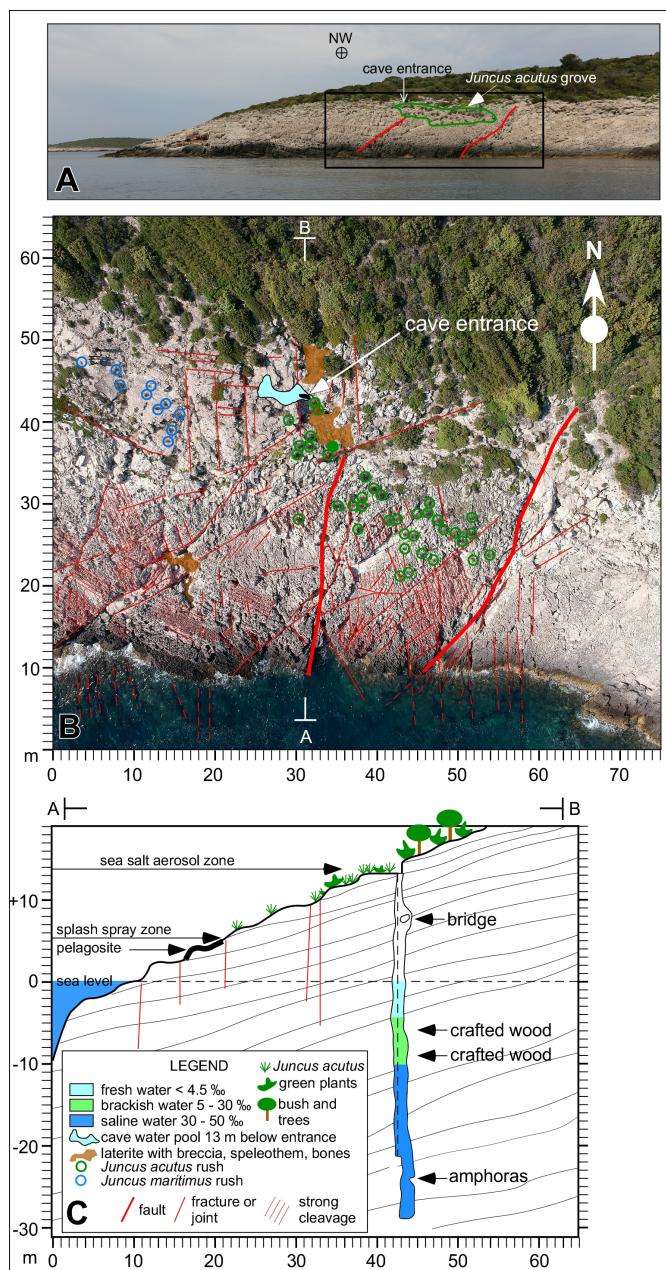 NW
cave entrance
Juncus acutus grove
A
B
60
50
40
30
20
10
m
0
10
20
30
40
50
60
70
N
cave entrance
B
A
A
B
+10
0
-10
-20
-30
m
0
10
20
30
40
50
60
sea salt aerosol zone
splash spray zone
pelagosite
sea level
bridge
crafted wood
crafted wood
amphoras
LEGEND
fresh water < 4.5 ‰
brackish water 5 - 30 ‰
saline water 30 - 50 ‰
cave water pool 13 m below entrance
laterite with breccia, speleothem, bones
Juncus acutus rush
Juncus maritimus rush
Juncus acutus
green plants
bush and
trees
fault
fracture or
joint
strong
cleavage
C